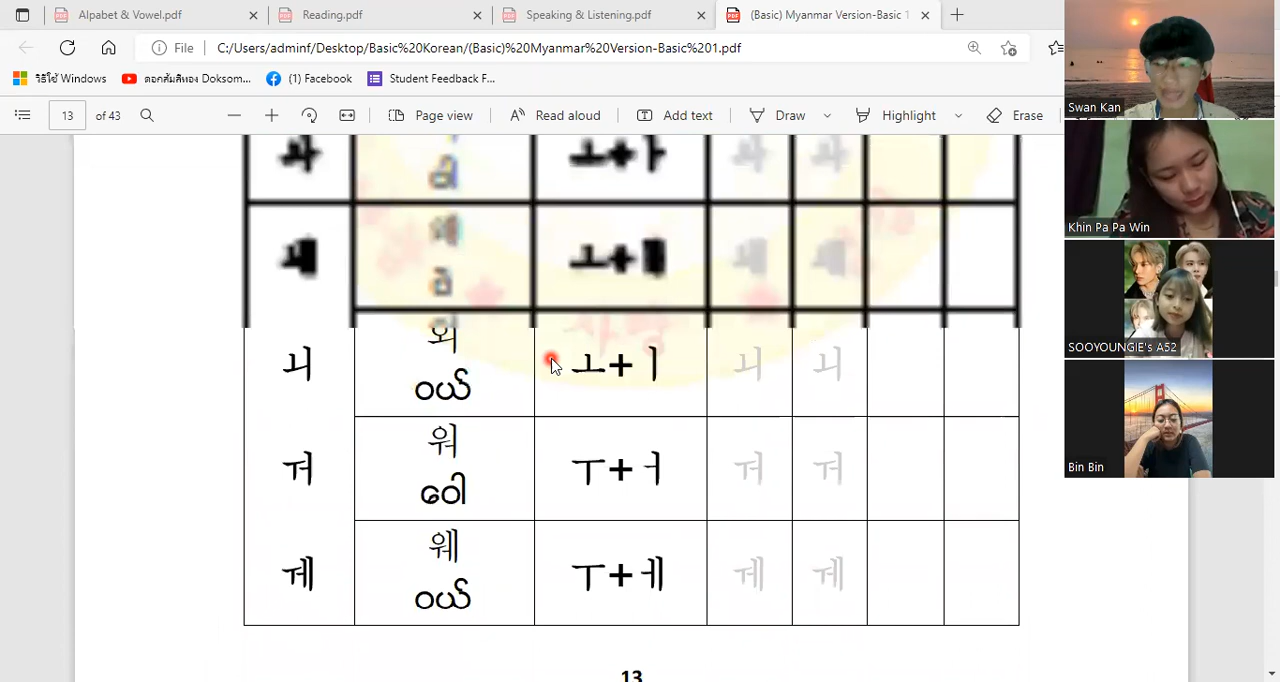 Alpabet & Vowel.pdf
Reading.pdf
Speaking & Listening.pdf
(Basic) Myanmar Version-Basic 1
File
C:/Users/adminf/Desktop/Basic%20Korean/(Basic)%20Myanmar%20Version-Basic%201.pdf
วิธีใช้ Windows
ดอกส้มสีทอง Doksom...
(1) Facebook
Student Feedback F...
13 of 43
Page view
Read aloud
Add text
Draw
Highlight
Erase
ㅘ ㅗ+ㅏ ㅘ ㅘ
ㅙ ㅗ+ㅐ ㅙ ㅙ
사랑
ㅚ 외 ㅗ+ㅣ ㅚ ㅚ
ဝယ်
ㅝ 워 ㅜ+ㅓ ㅝ ㅝ
ဝေါ
ㅞ 웨 ㅜ+ㅔ ㅞ ㅞ
ဝယ်
13
Swan Kan
Khin Pa Pa Win
SOOYOUNGIE's A52
Bin Bin